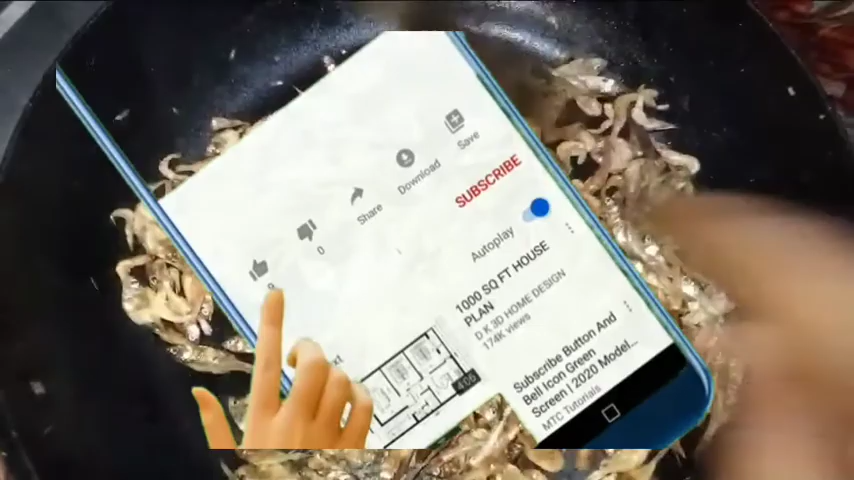 Save
Download
Share
0
SUBSCRIBE
Autoplay
1000 SQ FT HOUSE
PLAN
D K 3D HOME DESIGN
174K views
4:06
Subscribe Button And
Bell Icon Green
Screen | 2020 Model...
MTC Tutorials